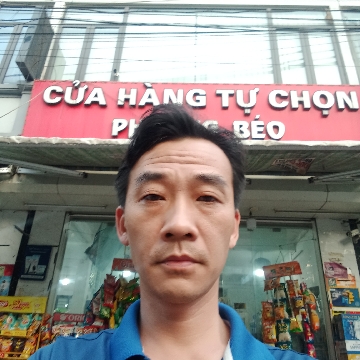 CỬA HÀNG TỰ CHỌN
BÉO